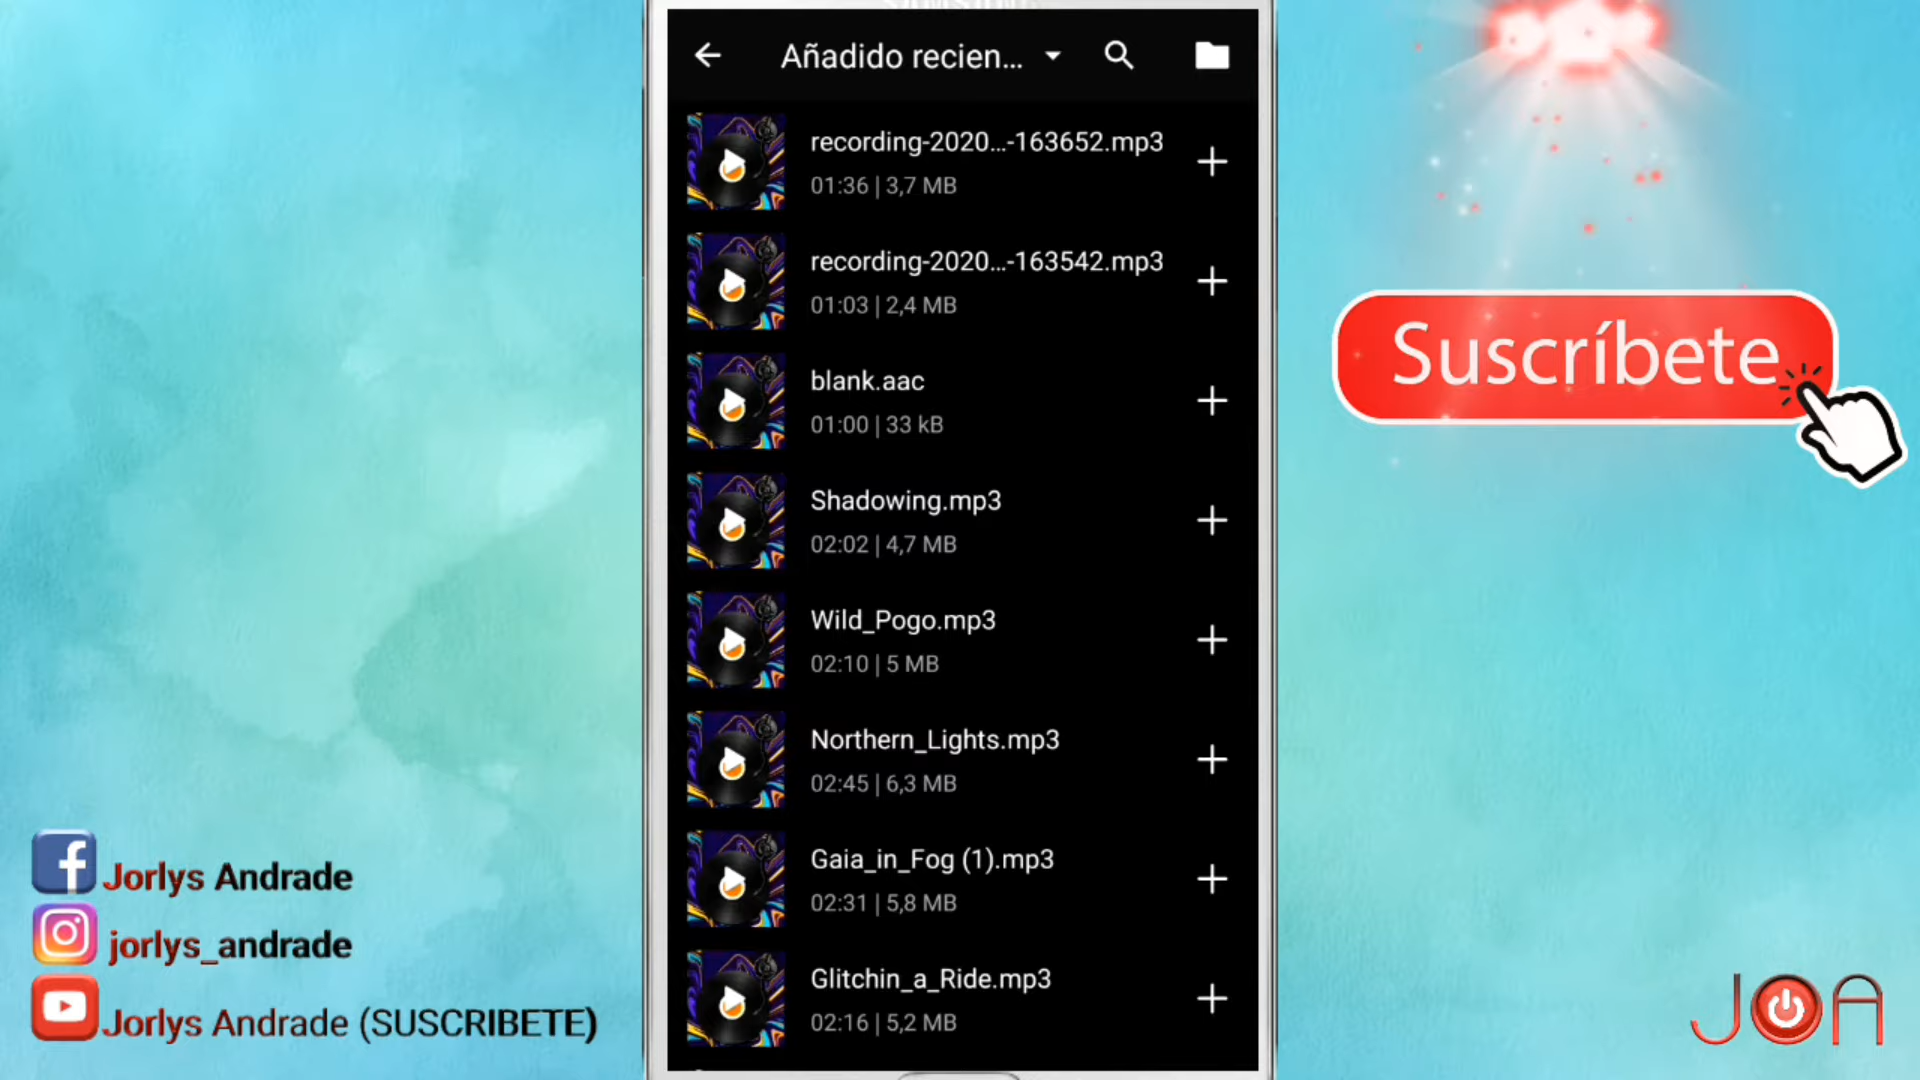 Añadido recien...
recording-2020...-163652.mp3
01:36 | 3,7 MB
recording-2020...-163542.mp3
01:03 | 2,4 MB
blank.aac
01:00 | 33 kB
Shadowing.mp3
02:02 | 4,7 MB
Wild_Pogo.mp3
02:10 | 5 MB
Northern_Lights.mp3
02:45 | 6,3 MB
Gaia_in_Fog (1).mp3
02:31 | 5,8 MB
Glitchin_a_Ride.mp3
02:16 | 5,2 MB
Suscríbete
Jorlys Andrade
jorlys_andrade
Jorlys Andrade (SUSCRIBETE)
JOA